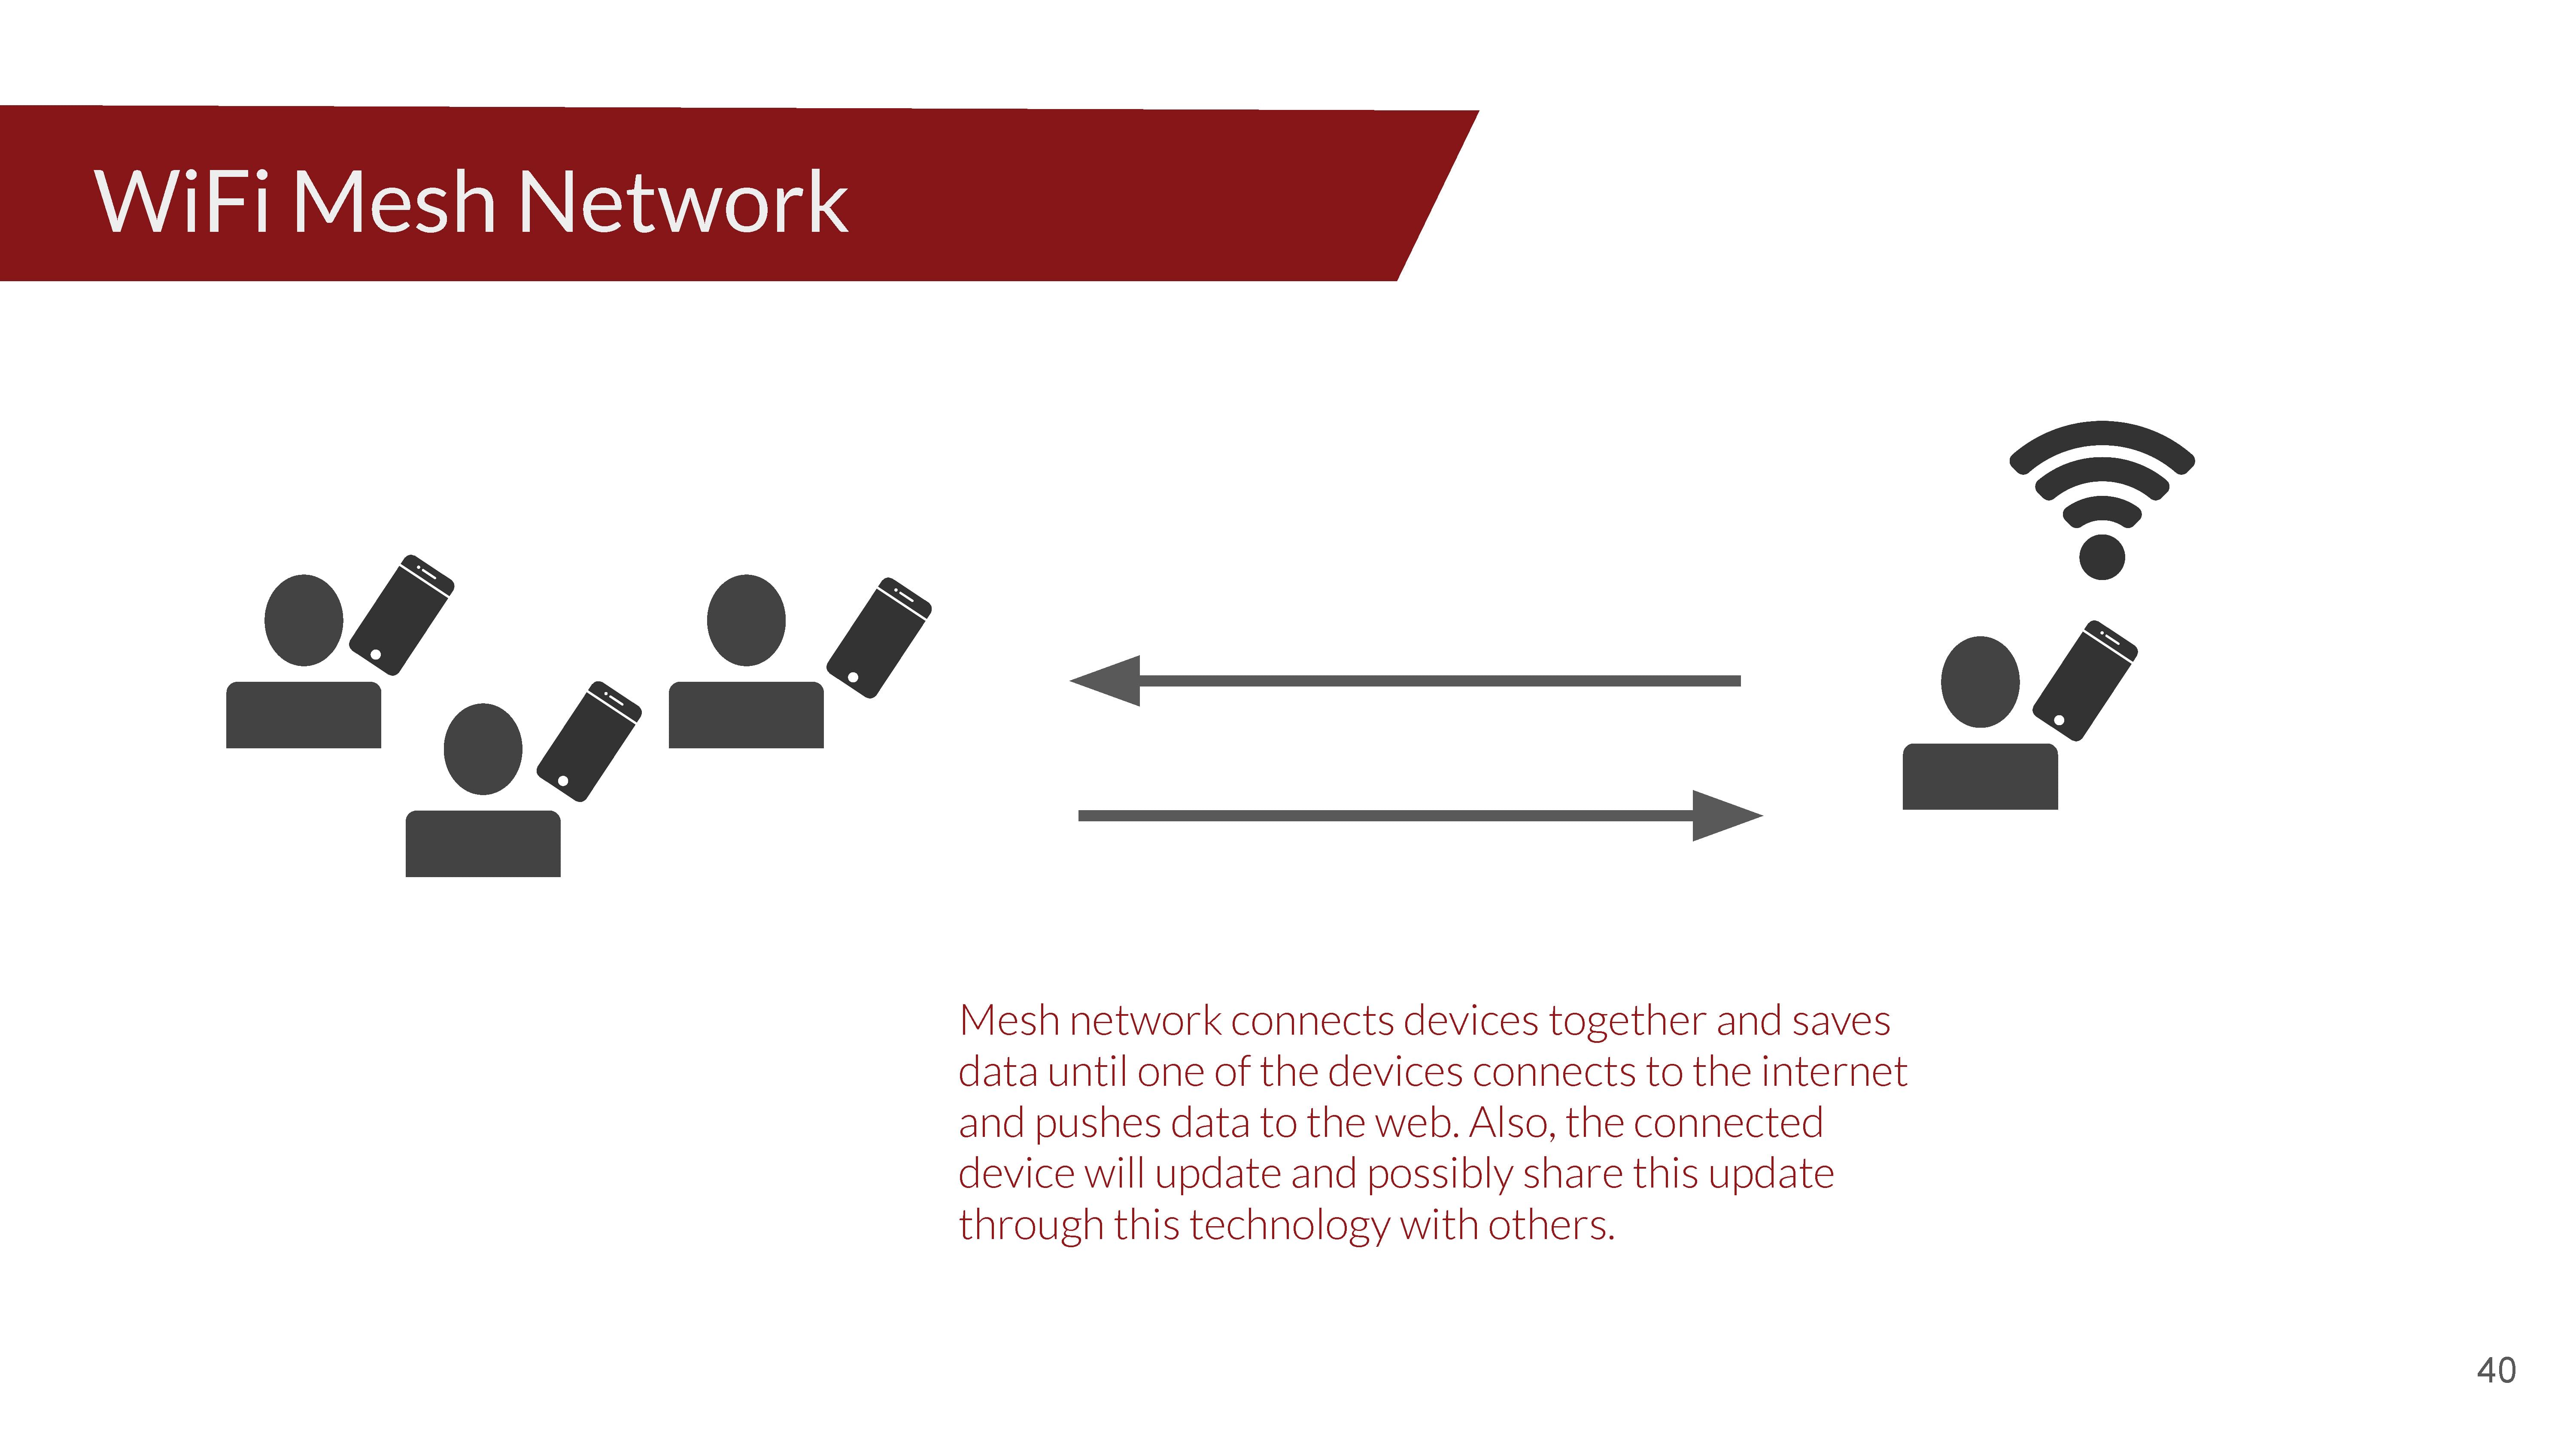 WiFi Mesh Network
Mesh network connects devices together and saves
data until one of the devices connects to the internet
and pushes data to the web. Also, the connected
device will update and possibly share this update
through this technology with others.
40